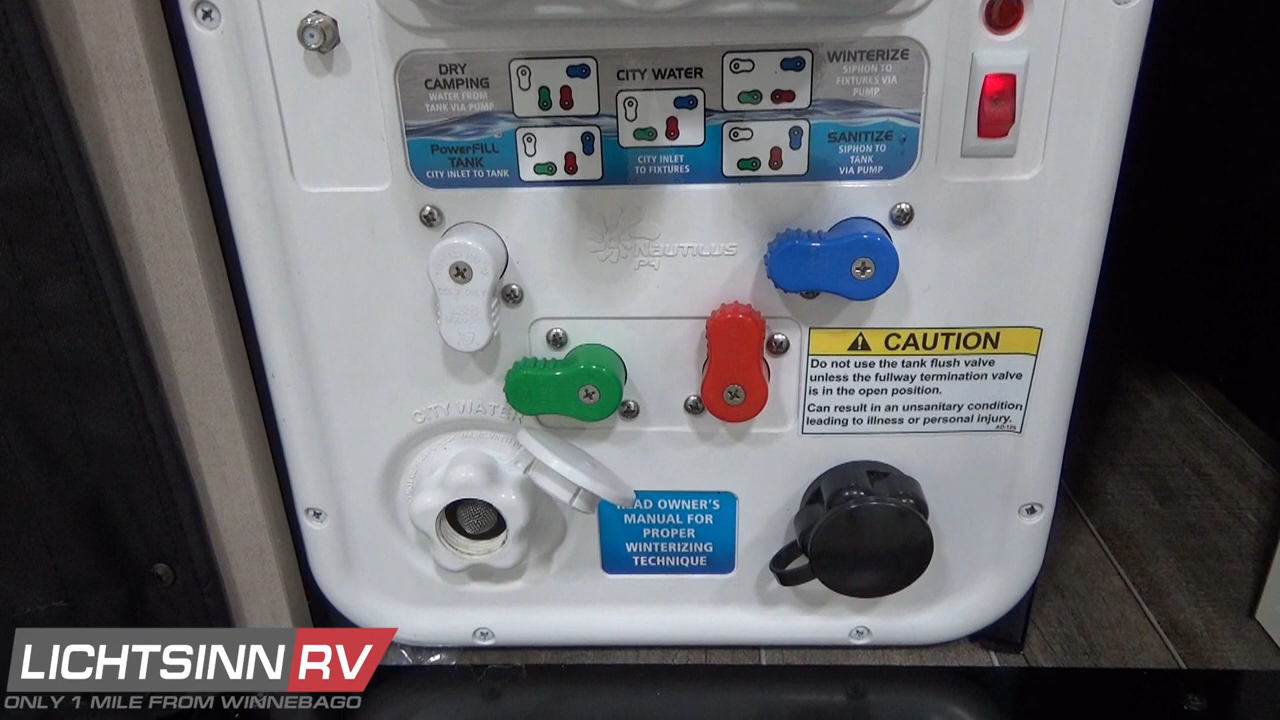 DRY
CAMPING
WATER FROM
TANK VIA PUMP
CITY WATER
WINTERIZE
SIPHON TO
FIXTURES VIA
PUMP
PowerFILL
TANK
CITY INLET TO TANK
CITY INLET
TO FIXTURES
SANITIZE
SIPHON TO
TANK
VIA PUMP
NAUTILUS
P4
CAUTION
Do not use the tank flush valve
unless the fullway termination valve
is in the open position.
Can result in an unsanitary condition
leading to illness or personal injury.
CITY WATER
READ OWNER'S
MANUAL FOR
PROPER
WINTERIZING
TECHNIQUE
LICHTSINN RV
ONLY 1 MILE FROM WINNEBAGO